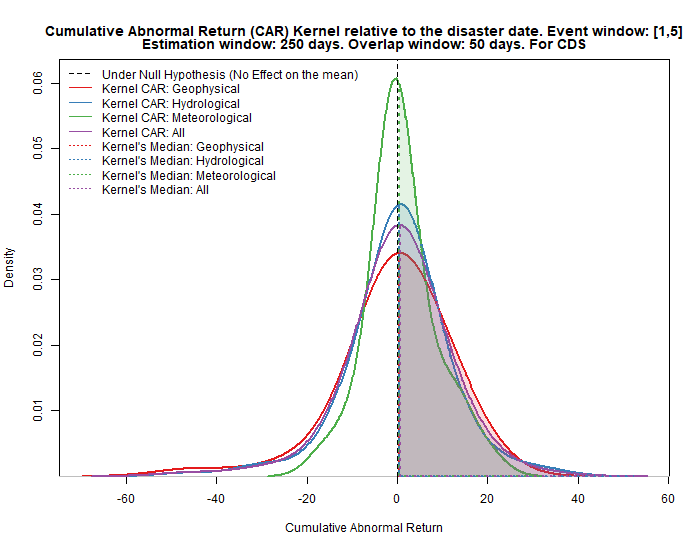 Cumulative Abnormal Return (CAR) Kernel relative to the disaster date. Event window: [1,5]
Estimation window: 250 days. Overlap window: 50 days. For CDS
Under Null Hypothesis (No Effect on the mean)
Kernel CAR: Geophysical
Kernel CAR: Hydrological
Kernel CAR: Meteorological
Kernel CAR: All
Kernel's Median: Geophysical
Kernel's Median: Hydrological
Kernel's Median: Meteorological
Kernel's Median: All
Density
0.06
0.05
0.04
0.03
0.02
0.01
-60 -40 -20 0 20 40 60
Cumulative Abnormal Return